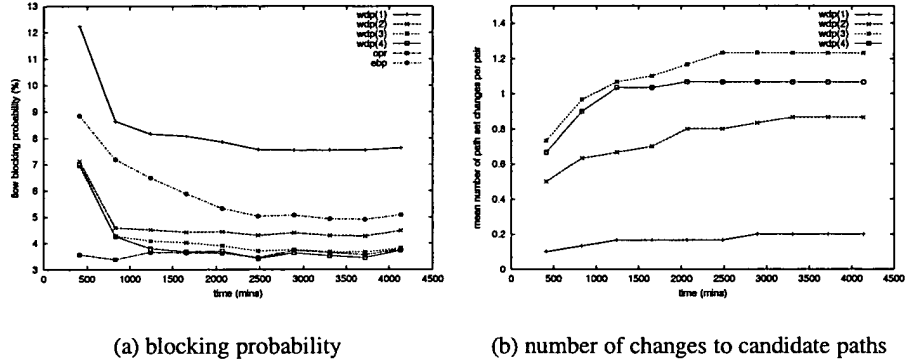 flow blocking probability (%)
13
12
11
10
9
8
7
6
5
4
3
0
500
1000
1500
2000
2500
3000
3500
4000
4500
time (mins)
wdp(1)
wdp(2)
wdp(3)
wdp(4)
opr
ebp
(a) blocking probability
mean number of path set changes per pair
1.4
1.2
1
0.8
0.6
0.4
0.2
0
0
500
1000
1500
2000
2500
3000
3500
4000
4500
time (mins)
wdp(1)
wdp(2)
wdp(3)
wdp(4)
(b) number of changes to candidate paths